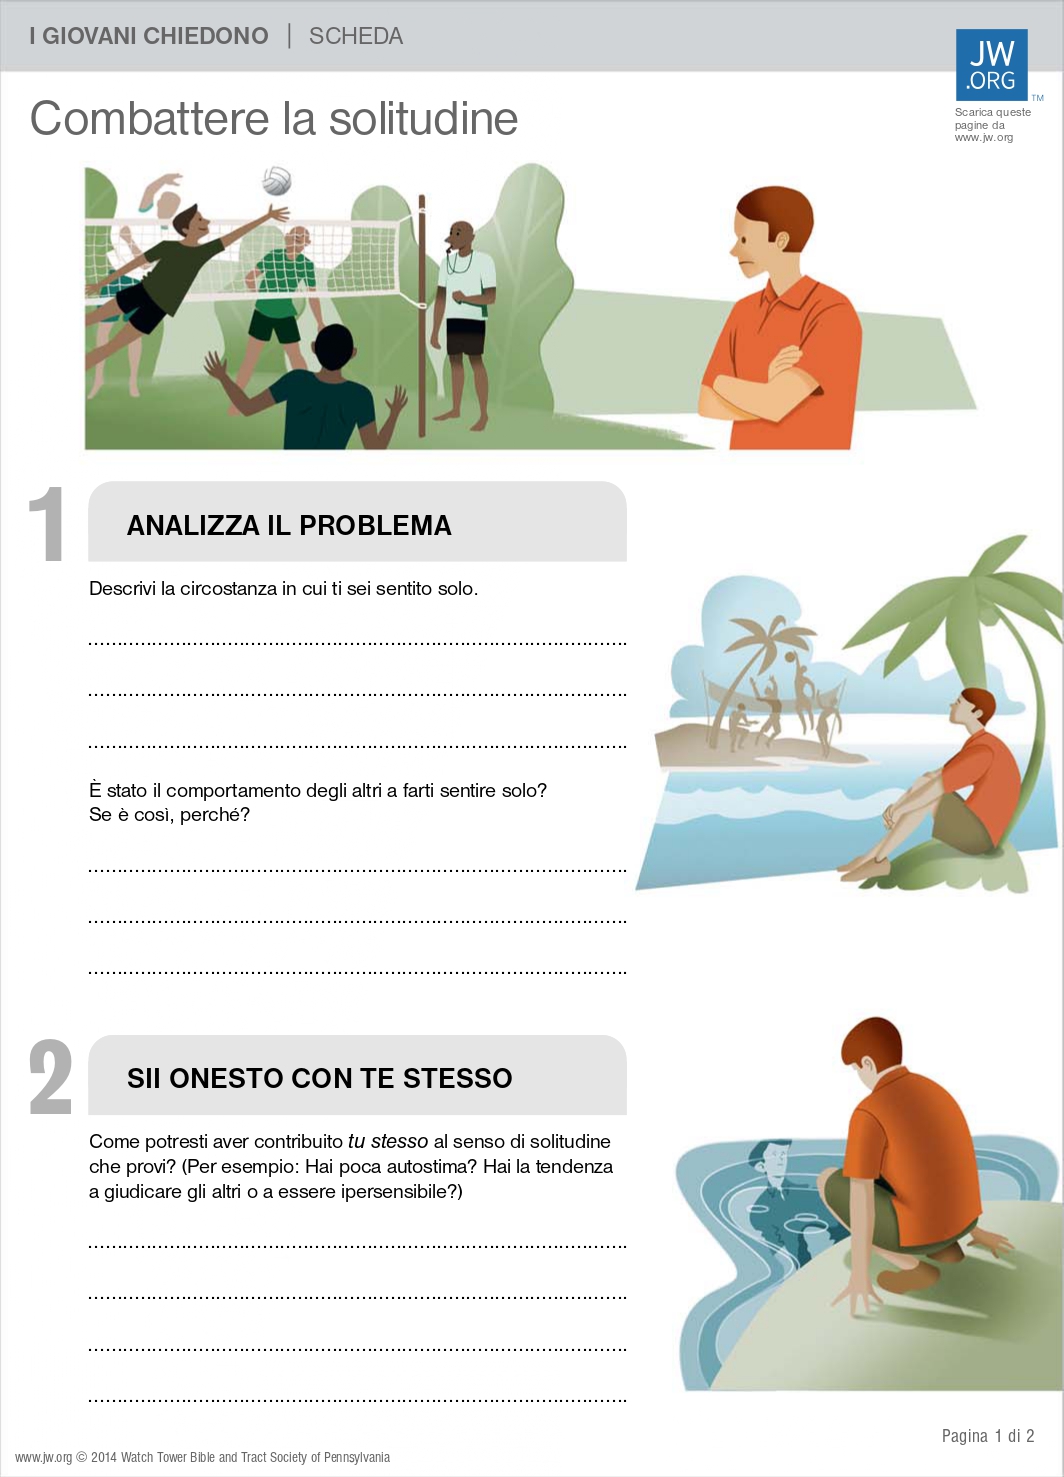 I GIOVANI CHIEDONO | SCHEDA
JW
.ORG
TM
Scarica queste
pagine da
www.jw.org
Combattere la solitudine
1
ANALIZZA IL PROBLEMA
Descrivi la circostanza in cui ti sei sentito solo.
È stato il comportamento degli altri a farti sentire solo?
Se è così, perché?
2
SII ONESTO CON TE STESSO
Come potresti aver contribuito tu stesso al senso di solitudine
che provi? (Per esempio: Hai poca autostima? Hai la tendenza
a giudicare gli altri o a essere ipersensibile?)
Pagina 1 di 2
www.jw.org © 2014 Watch Tower Bible and Tract Society of Pennsylvania